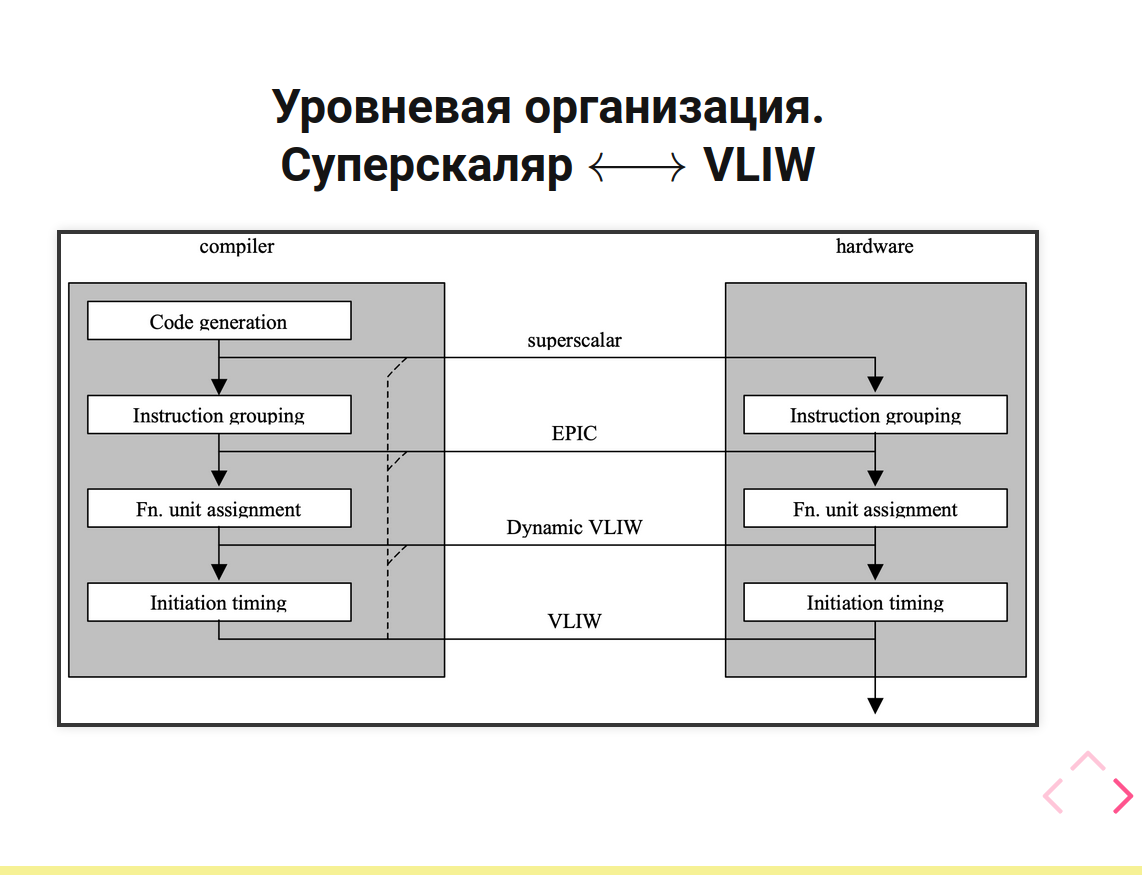 Уровневая организация.
Суперскаляр ⟷ VLIW
compiler
hardware
Code generation
superscalar
Instruction grouping
Instruction grouping
EPIC
Fn. unit assignment
Fn. unit assignment
Dynamic VLIW
Initiation timing
Initiation timing
VLIW